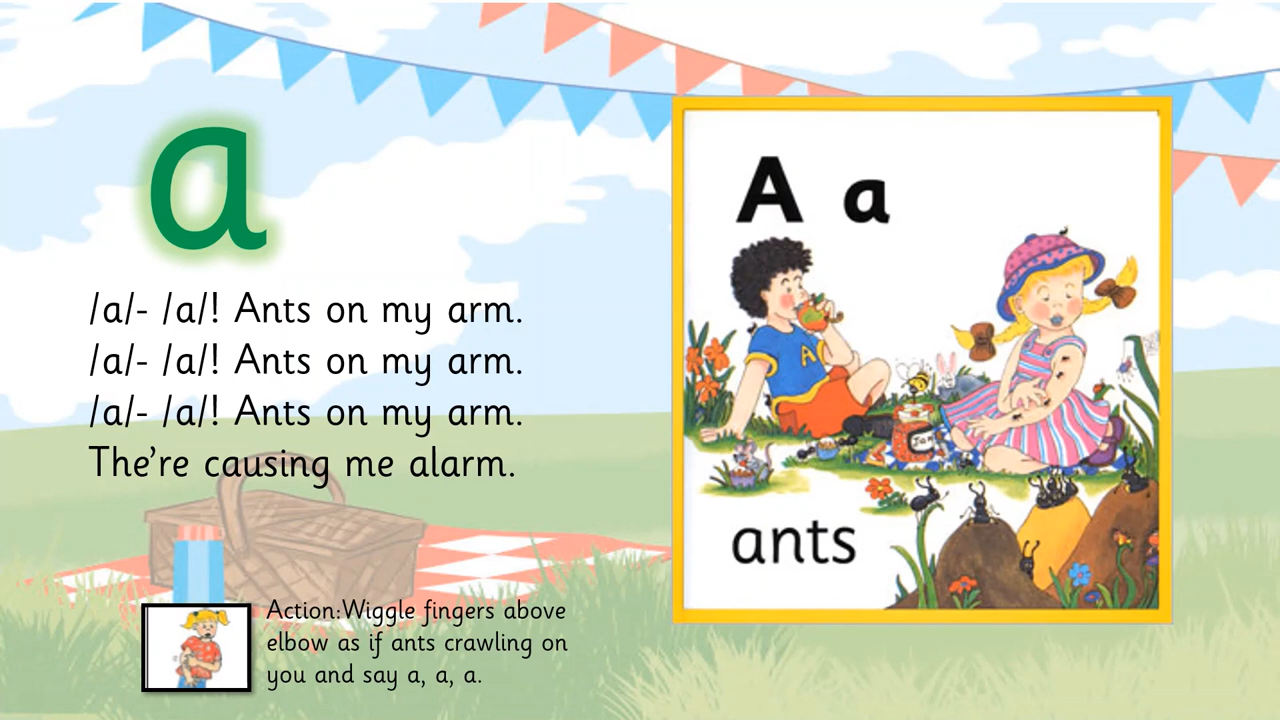 a
/a/- /a/! Ants on my arm.
/a/- /a/! Ants on my arm.
/a/- /a/! Ants on my arm.
The're causing me alarm.
Action:Wiggle fingers above
elbow as if ants crawling on
you and say a, a, a.
A a
A
Jam
ants